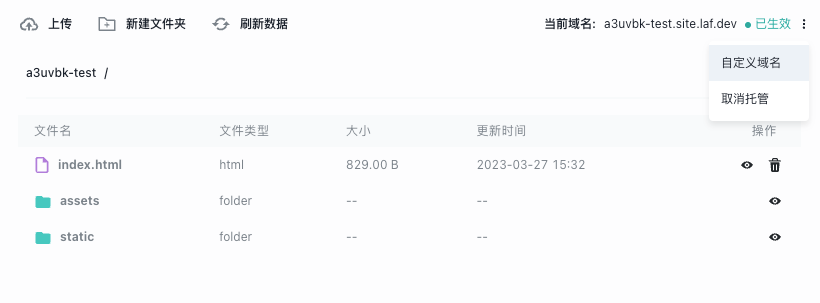 上传 新建文件夹 刷新数据 当前域名: a3uvbk-test.site.laf.dev 已生效
自定义域名
a3uvbk-test /
取消托管
文件名 文件类型 大小 更新时间 操作
index.html html 829.00 B 2023-03-27 15:32
assets folder -- --
static folder -- --